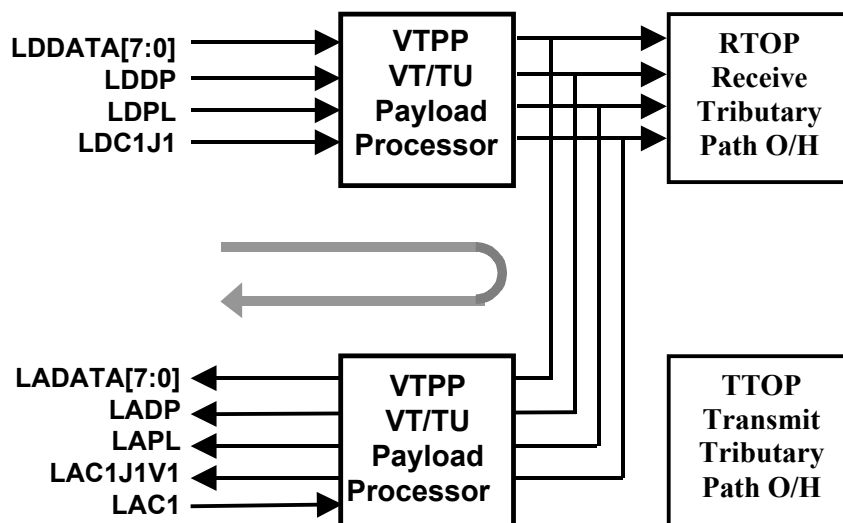 LDDATA[7:0]
LDDP
LDPL
LDC1J1
VTPP
VT/TU
Payload
Processor
RTOP
Receive
Tributary
Path O/H
LADATA[7:0]
LADP
LAPL
LAC1J1V1
LAC1
VTPP
VT/TU
Payload
Processor
TTOP
Transmit
Tributary
Path O/H